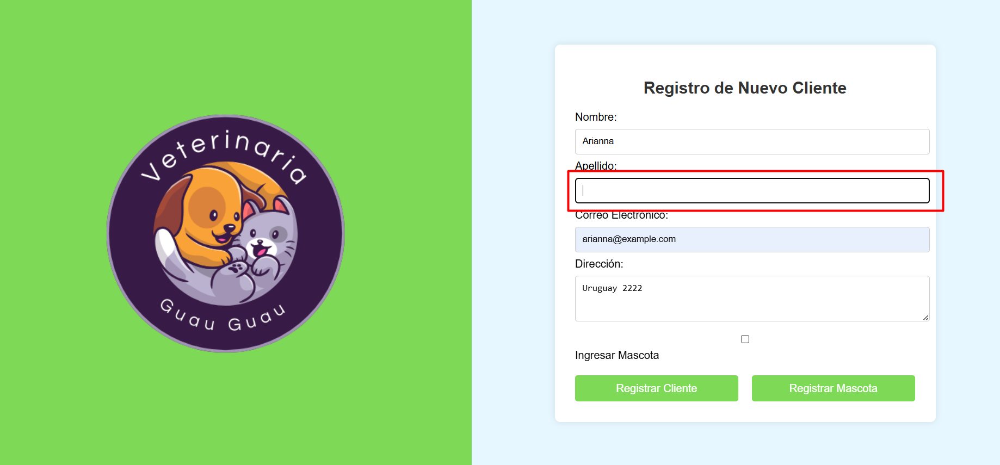 Veterinaria
Guau Guau
Registro de Nuevo Cliente
Nombre:
Arianna
Apellido:
Correo Electrónico:
arianna@example.com
Dirección:
Uruguay 2222
Ingresar Mascota
Registrar Cliente
Registrar Mascota